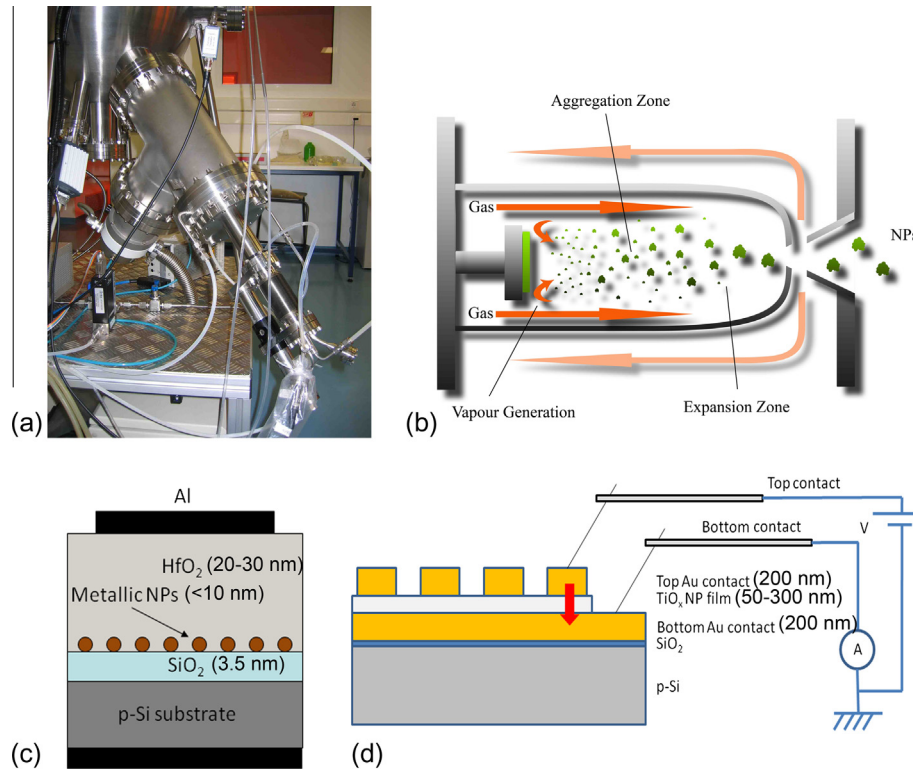 (a)
Aggregation Zone
Gas
NPs
Gas
Vapour Generation
Expansion Zone
(b)
Al
HfO₂ (20-30 nm)
Metallic NPs (<10 nm)
SiO₂ (3.5 nm)
p-Si substrate
(c)
Top contact
V
Bottom contact
Top Au contact (200 nm)
TiOₓ NP film (50-300 nm)
Bottom Au contact (200 nm)
SiO₂
A
p-Si
(d)